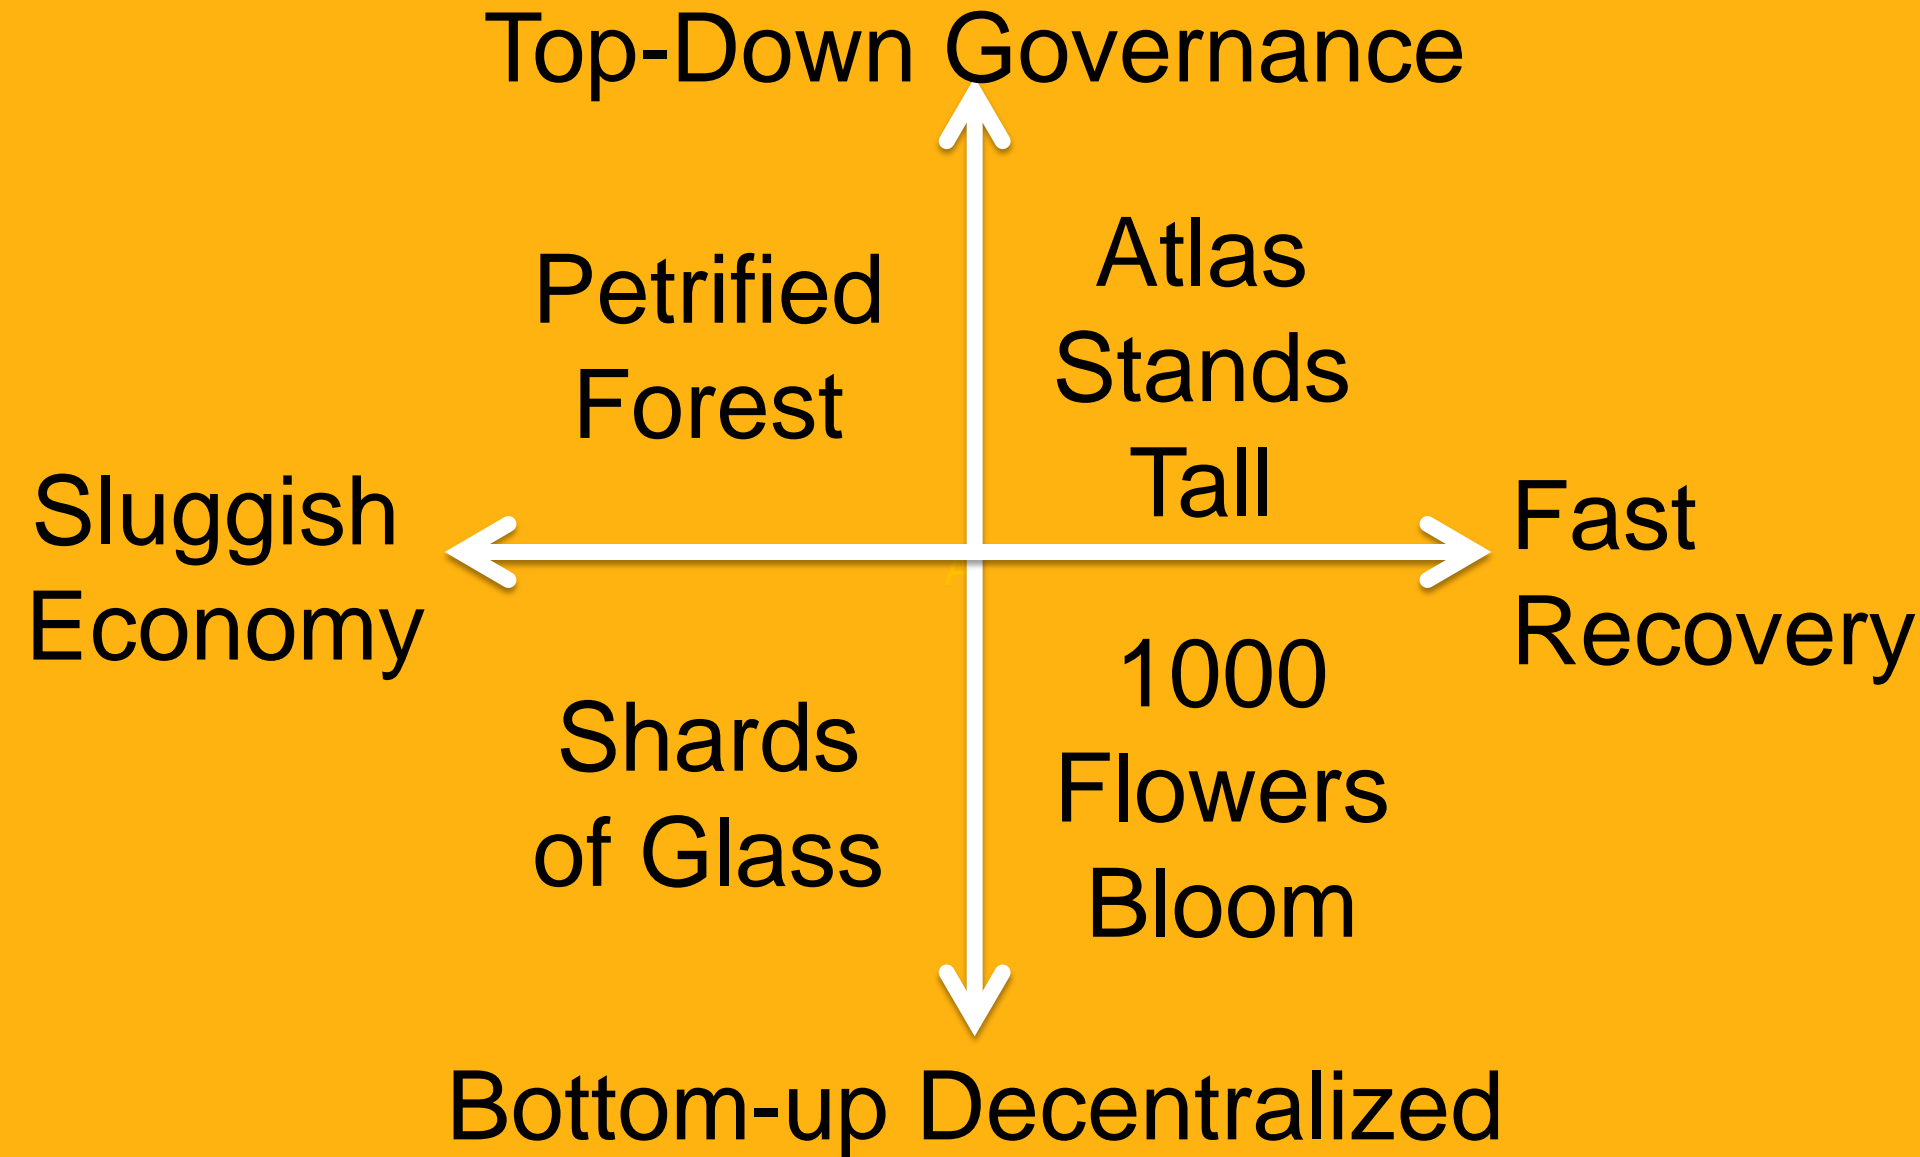 Top-Down Governance
Petrified
Forest
Atlas
Stands
Tall
Sluggish
Economy
Fast
Recovery
Shards
of Glass
1000
Flowers
Bloom
Bottom-up Decentralized